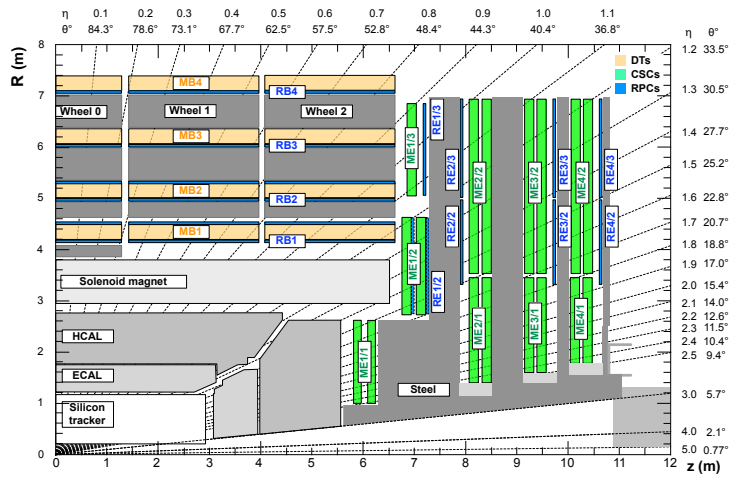 η 0.1 0.2 0.3 0.4 0.5 0.6 0.7 0.8 0.9 1.0 1.1
θ° 84.3° 78.6° 73.1° 67.7° 62.5° 57.5° 52.8° 48.4° 44.3° 40.4° 36.8° η θ°
R (m)
8
7
6
5
4
3
2
1
0
1.2 33.5°
1.3 30.5°
1.4 27.7°
1.5 25.2°
1.6 22.8°
1.7 20.7°
1.8 18.8°
1.9 17.0°
2.0 15.4°
2.1 14.0°
2.2 12.6°
2.3 11.5°
2.4 10.4°
2.5 9.4°
3.0 5.7°
4.0 2.1°
5.0 0.77°
DTs
CSCs
RPCs
MB4
RB4
Wheel 0 Wheel 1 Wheel 2
MB3
RB3
MB2
RB2
MB1
RB1
Solenoid magnet
HCAL
ECAL
Silicon
tracker
Steel
ME1/3
RE1/3
ME1/2
RE1/2
ME1/1
RE2/3
RE2/2
ME2/2
ME2/1
ME3/2
ME3/1
RE3/3
RE3/2
ME4/2
ME4/1
RE4/3
RE4/2
0 1 2 3 4 5 6 7 8 9 10 11 12
z (m)